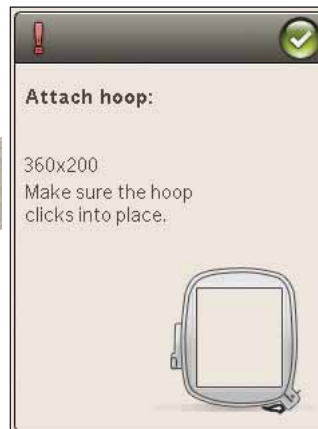 Attach hoop:
360x200
Make sure the hoop
clicks into place.